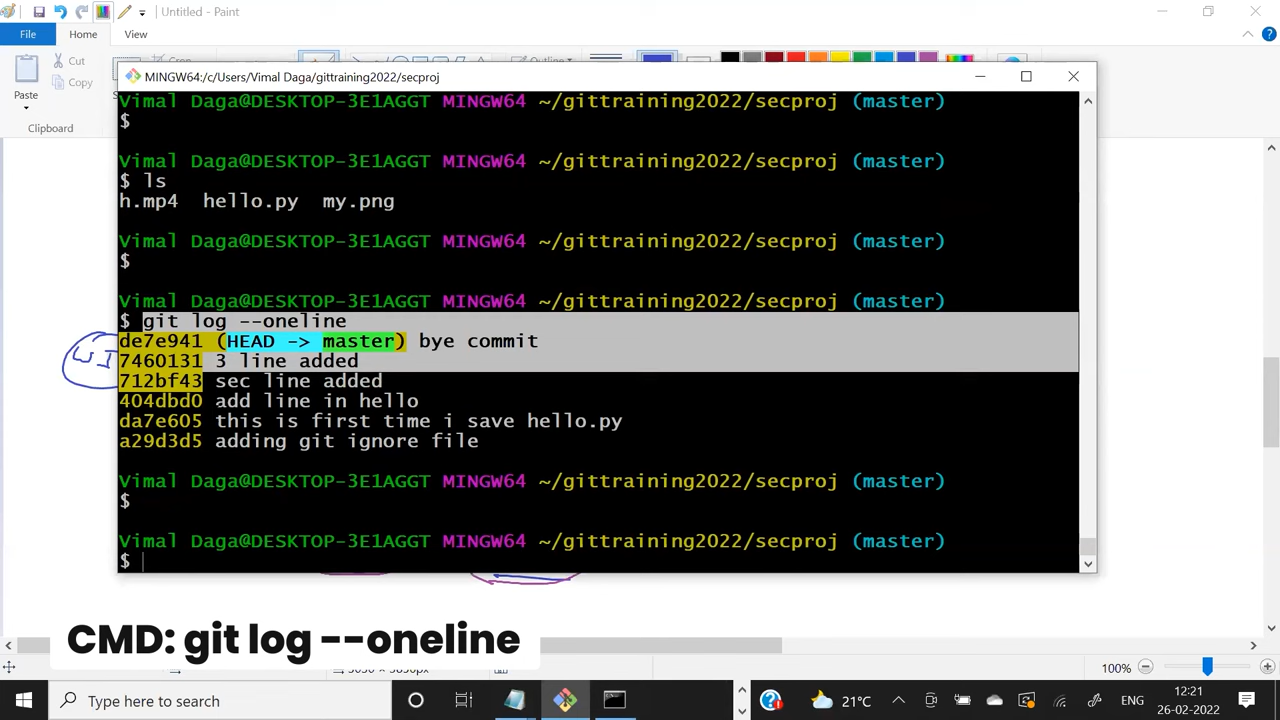 Untitled - Paint
File
Home
View
Cut
Copy
Paste
Clipboard
Crop
Outline
MINGW64:/c/Users/Vimal Daga/gittraining2022/secproj
Vimal Daga@DESKTOP-3E1AGGT MINGW64 ~/gittraining2022/secproj (master)
$
Vimal Daga@DESKTOP-3E1AGGT MINGW64 ~/gittraining2022/secproj (master)
$ ls
h.mp4 hello.py my.png
Vimal Daga@DESKTOP-3E1AGGT MINGW64 ~/gittraining2022/secproj (master)
$
Vimal Daga@DESKTOP-3E1AGGT MINGW64 ~/gittraining2022/secproj (master)
$ git log --oneline
de7e941 (HEAD -> master) bye commit
7460131 3 line added
712bf43 sec line added
404dbd0 add line in hello
da7e605 this is first time i save hello.py
a29d3d5 adding git ignore file
Vimal Daga@DESKTOP-3E1AGGT MINGW64 ~/gittraining2022/secproj (master)
$
Vimal Daga@DESKTOP-3E1AGGT MINGW64 ~/gittraining2022/secproj (master)
$
CMD: git log --oneline
100%
Type here to search
21°C
ENG
12:21
26-02-2022